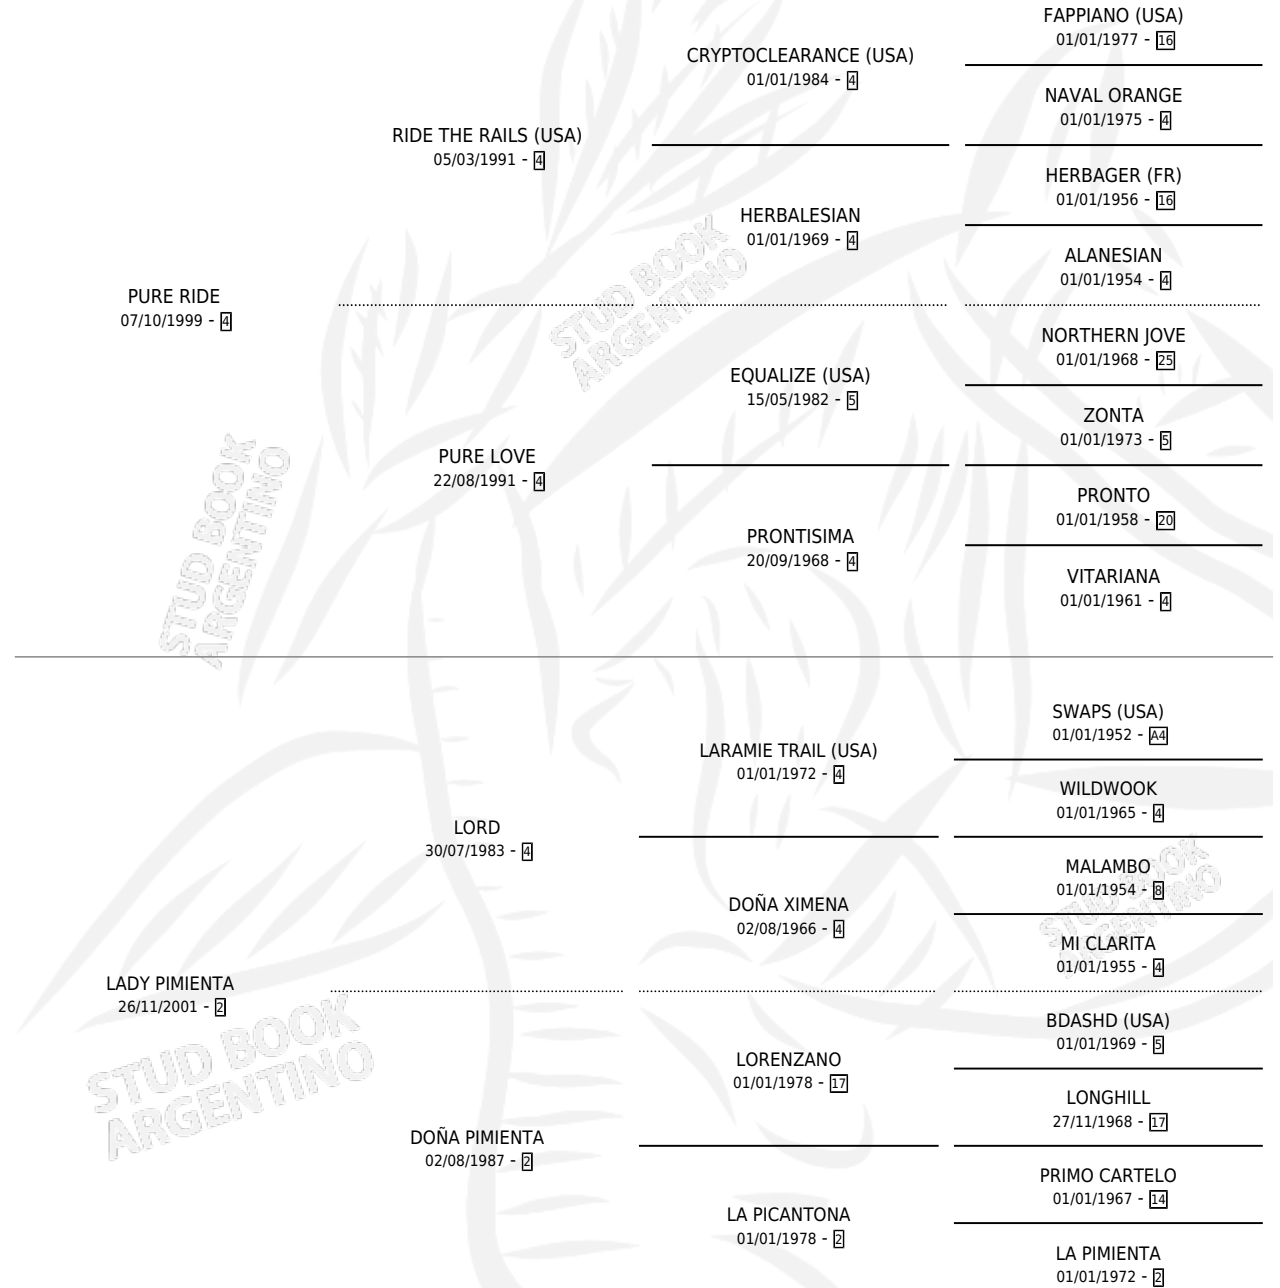 FAPPIANO (USA)
01/01/1977 - 16
CRYPTOCLEARANCE (USA)
01/01/1984 - 4
NAVAL ORANGE
01/01/1975 - 4
RIDE THE RAILS (USA)
05/03/1991 - 4
HERBAGER (FR)
01/01/1956 - 16
HERBALESIAN
01/01/1969 - 4
ALANESIAN
01/01/1954 - 4
PURE RIDE
07/10/1999 - 4
NORTHERN JOVE
01/01/1968 - 25
EQUALIZE (USA)
15/05/1982 - 5
ZONTA
01/01/1973 - 5
PURE LOVE
22/08/1991 - 4
PRONTO
01/01/1958 - 20
PRONTISIMA
20/09/1968 - 4
VITARIANA
01/01/1961 - 4
STUD BOOK
ARGENTINO
STUD BOOK
ARGENTINO
SWAPS (USA)
01/01/1952 - A4
LARAMIE TRAIL (USA)
01/01/1972 - 4
WILDWOOK
01/01/1965 - 4
LORD
30/07/1983 - 4
MALAMBO
01/01/1954 - 8
DOÑA XIMENA
02/08/1966 - 4
MI CLARITA
01/01/1955 - 4
LADY PIMIENTA
26/11/2001 - 2
BDASHD (USA)
01/01/1969 - 5
LORENZANO
01/01/1978 - 17
LONGHILL
27/11/1968 - 17
DOÑA PIMIENTA
02/08/1987 - 2
PRIMO CARTELO
01/01/1967 - 14
LA PICANTONA
01/01/1978 - 2
LA PIMIENTA
01/01/1972 - 2
STUD BOOK
ARGENTINO
STUD BOOK
ARGENTINO